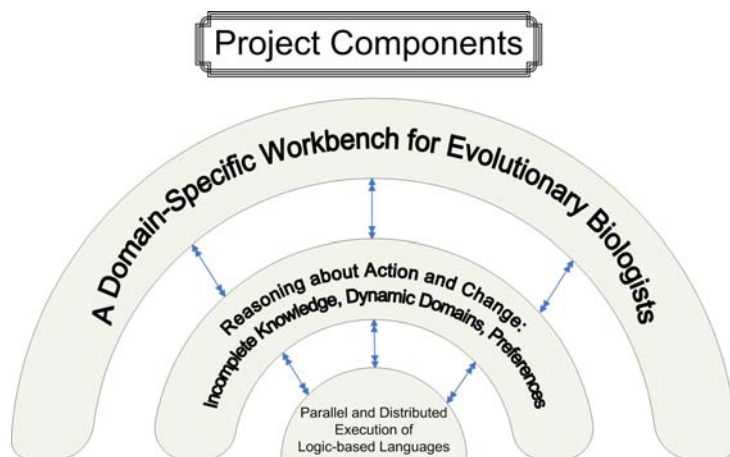 Project Components
A Domain-Specific Workbench for Evolutionary Biologists
Reasoning about Action and Change:
Incomplete Knowledge, Dynamic Domains, Preferences
Parallel and Distributed
Execution of
Logic-based Languages